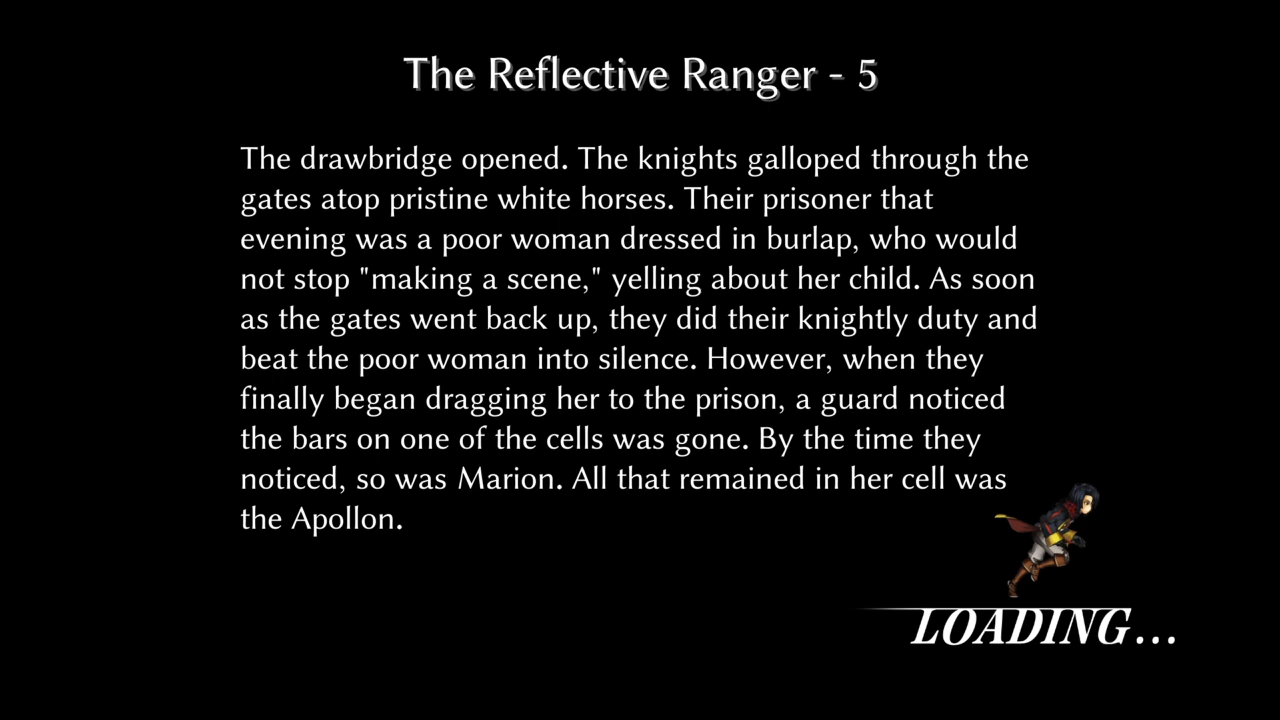 The Reflective Ranger - 5
The drawbridge opened. The knights galloped through the
gates atop pristine white horses. Their prisoner that
evening was a poor woman dressed in burlap, who would
not stop "making a scene," yelling about her child. As soon
as the gates went back up, they did their knightly duty and
beat the poor woman into silence. However, when they
finally began dragging her to the prison, a guard noticed
the bars on one of the cells was gone. By the time they
noticed, so was Marion. All that remained in her cell was
the Apollon.
LOADING...